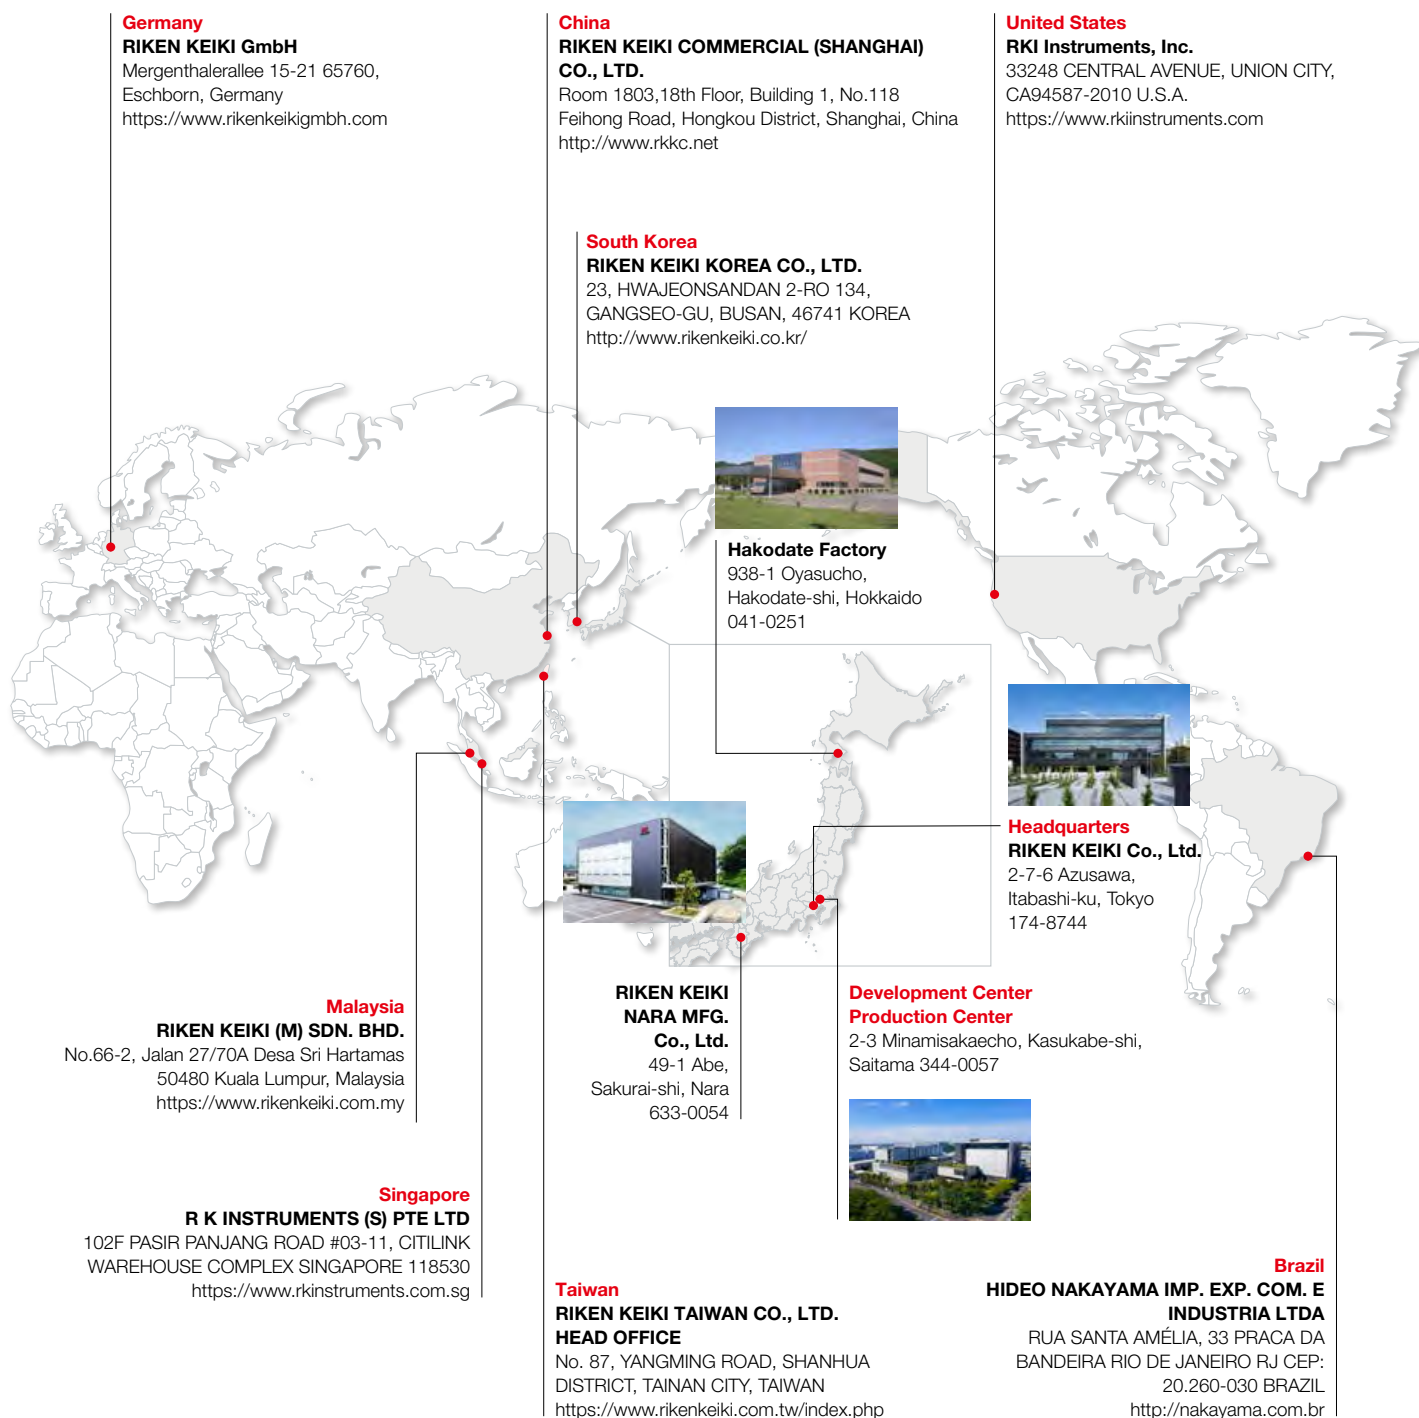 Germany
RIKEN KEIKI GmbH
Mergenthalerallee 15-21 65760,
Eschborn, Germany
https://www.rikenkeikigmbh.com
China
RIKEN KEIKI COMMERCIAL (SHANGHAI)
CO., LTD.
Room 1803,18th Floor, Building 1, No.118
Feihong Road, Hongkou District, Shanghai, China
http://www.rkkc.net
United States
RKI Instruments, Inc.
33248 CENTRAL AVENUE, UNION CITY,
CA94587-2010 U.S.A.
https://www.rkiinstruments.com
South Korea
RIKEN KEIKI KOREA CO., LTD.
23, HWAJEONSANDAN 2-RO 134,
GANGSEO-GU, BUSAN, 46741 KOREA
http://www.rikenkeiki.co.kr/
Hakodate Factory
938-1 Oyasucho,
Hakodate-shi, Hokkaido
041-0251
Headquarters
RIKEN KEIKI Co., Ltd.
2-7-6 Azusawa,
Itabashi-ku, Tokyo
174-8744
RIKEN KEIKI
NARA MFG.
Co., Ltd.
49-1 Abe,
Sakurai-shi, Nara
633-0054
Development Center
Production Center
2-3 Minamisakaecho, Kasukabe-shi,
Saitama 344-0057
Malaysia
RIKEN KEIKI (M) SDN. BHD.
No.66-2, Jalan 27/70A Desa Sri Hartamas
50480 Kuala Lumpur, Malaysia
https://www.rikenkeiki.com.my
Singapore
R K INSTRUMENTS (S) PTE LTD
102F PASIR PANJANG ROAD #03-11, CITILINK
WAREHOUSE COMPLEX SINGAPORE 118530
https://www.rkinstruments.com.sg
Taiwan
RIKEN KEIKI TAIWAN CO., LTD.
HEAD OFFICE
No. 87, YANGMING ROAD, SHANHUA
DISTRICT, TAINAN CITY, TAIWAN
https://www.rikenkeiki.com.tw/index.php
Brazil
HIDEO NAKAYAMA IMP. EXP. COM. E
INDUSTRIA LTDA
RUA SANTA AMÉLIA, 33 PRACA DA
BANDEIRA RIO DE JANEIRO RJ CEP:
20.260-030 BRAZIL
http://nakayama.com.br